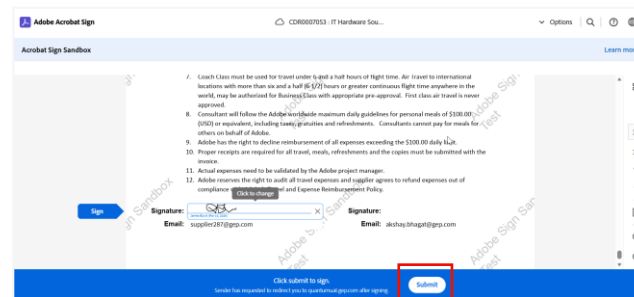 Adobe Acrobat Sign
CDR0007053 : IT Hardware Sou...
Options
Acrobat Sign Sandbox
Learn mor
7. Coach Class must be used for travel under 6 and a half hours of flight time. Air Travel to international
locations with more than six and a half (6 1/2) hours or greater continuous flight time anywhere in the
world, may be authorized for Business Class with appropriate pre-approval. First class air travel is never
approved.
8. Consultant will follow the Adobe worldwide maximum daily guidelines for personal meals of $100.00
(USD) or equivalent, including taxes, gratuities and refreshments. Consultants cannot pay for meals for
others on behalf of Adobe.
9. Adobe has the right to decline reimbursement of all expenses exceeding the $100.00 daily limit.
10. Proper receipts are required for all travel, meals, refreshments and the copies must be submitted with the
invoice.
11. Actual expenses need to be validated by the Adobe project manager.
12. Adobe reserves the right to audit all travel expenses and supplier agrees to refund expenses out of
compliance el and Expense Reimbursement Policy.
Click to change
Sign
Signature:
Signature:
Email: supplier287@gep.com
Email: akshay.bhagat@gep.com
Click submit to sign.
Sender has requested to redirect you to quantumuat.gep.com after signing.
Submit